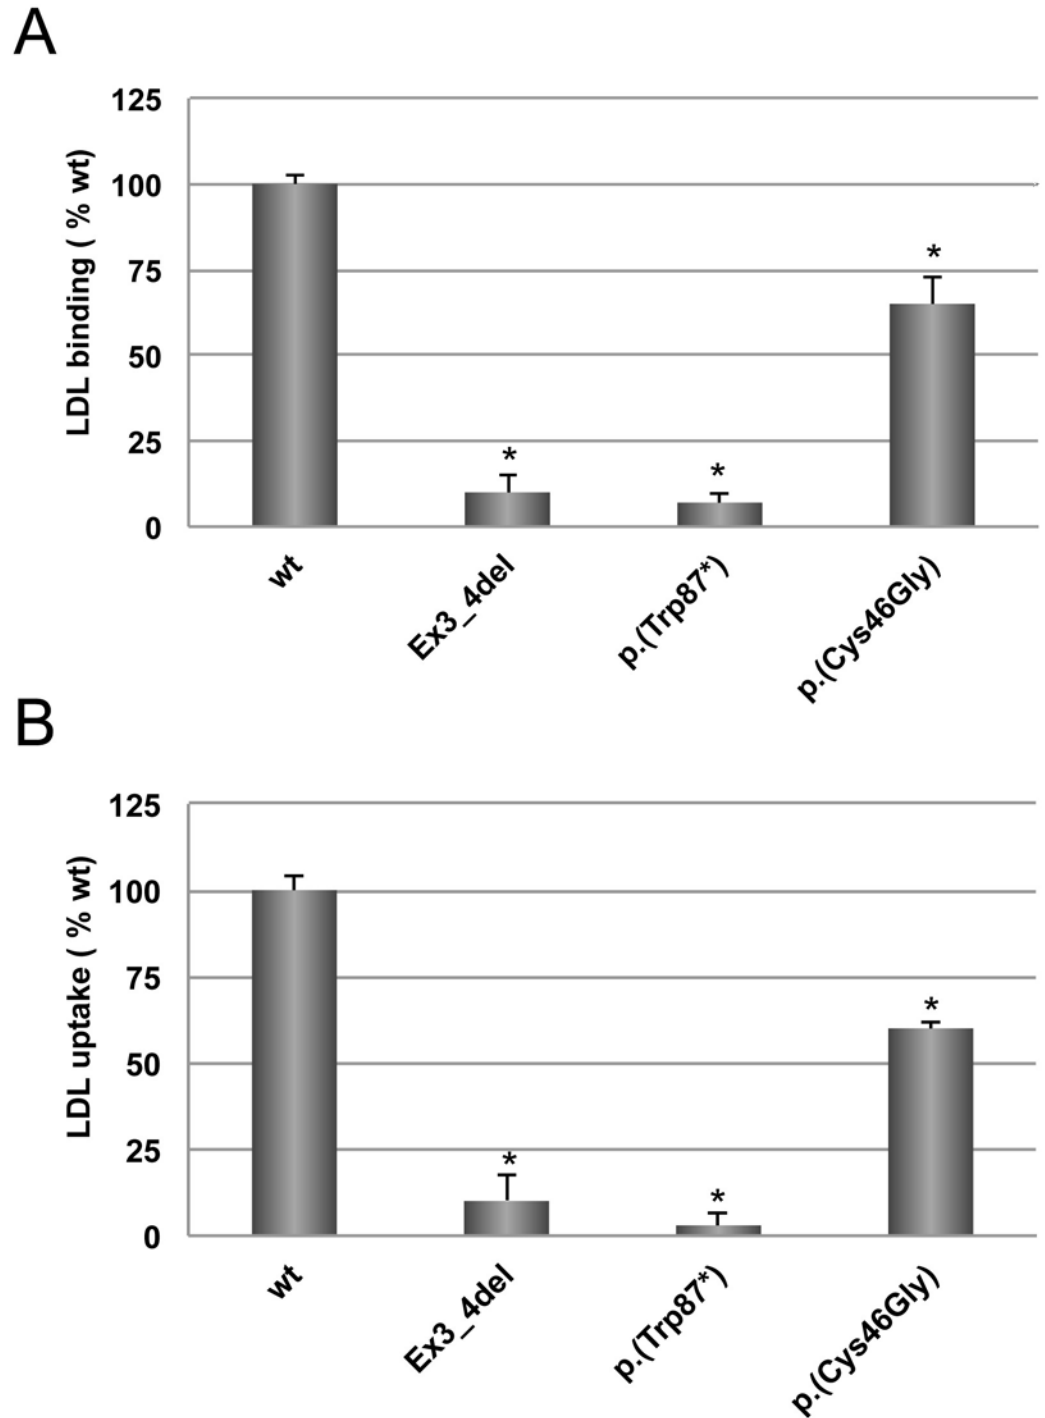 A
LDL binding ( % wt)
125
100
75
50
25
0
*
*
*
wt
Ex3_4del
p.(Trp87*)
p.(Cys46Gly)
B
LDL uptake ( % wt)
125
100
75
50
25
0
*
*
*
wt
Ex3_4del
p.(Trp87*)
p.(Cys46Gly)